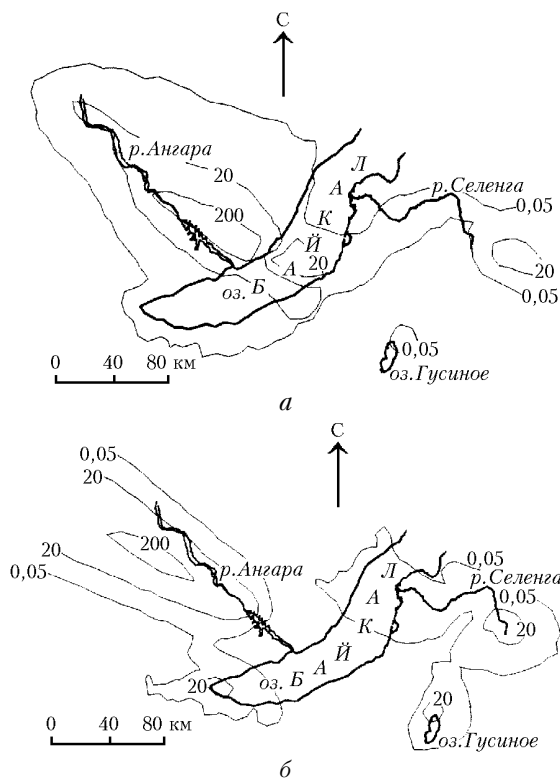 С
р.Ангара
20
200
Л
А
К
Й
20
А
оз. Б
р.Селенга
0,05
20
0,05
0,05
оз.Гусиное
0 40 80 км
а
С
0,05
20
200
20
0,05
р.Ангара
Л
А
К
Й
А
оз. Б
20
0,05
р.Селенга
0,05
20
20
оз.Гусиное
0 40 80 км
б